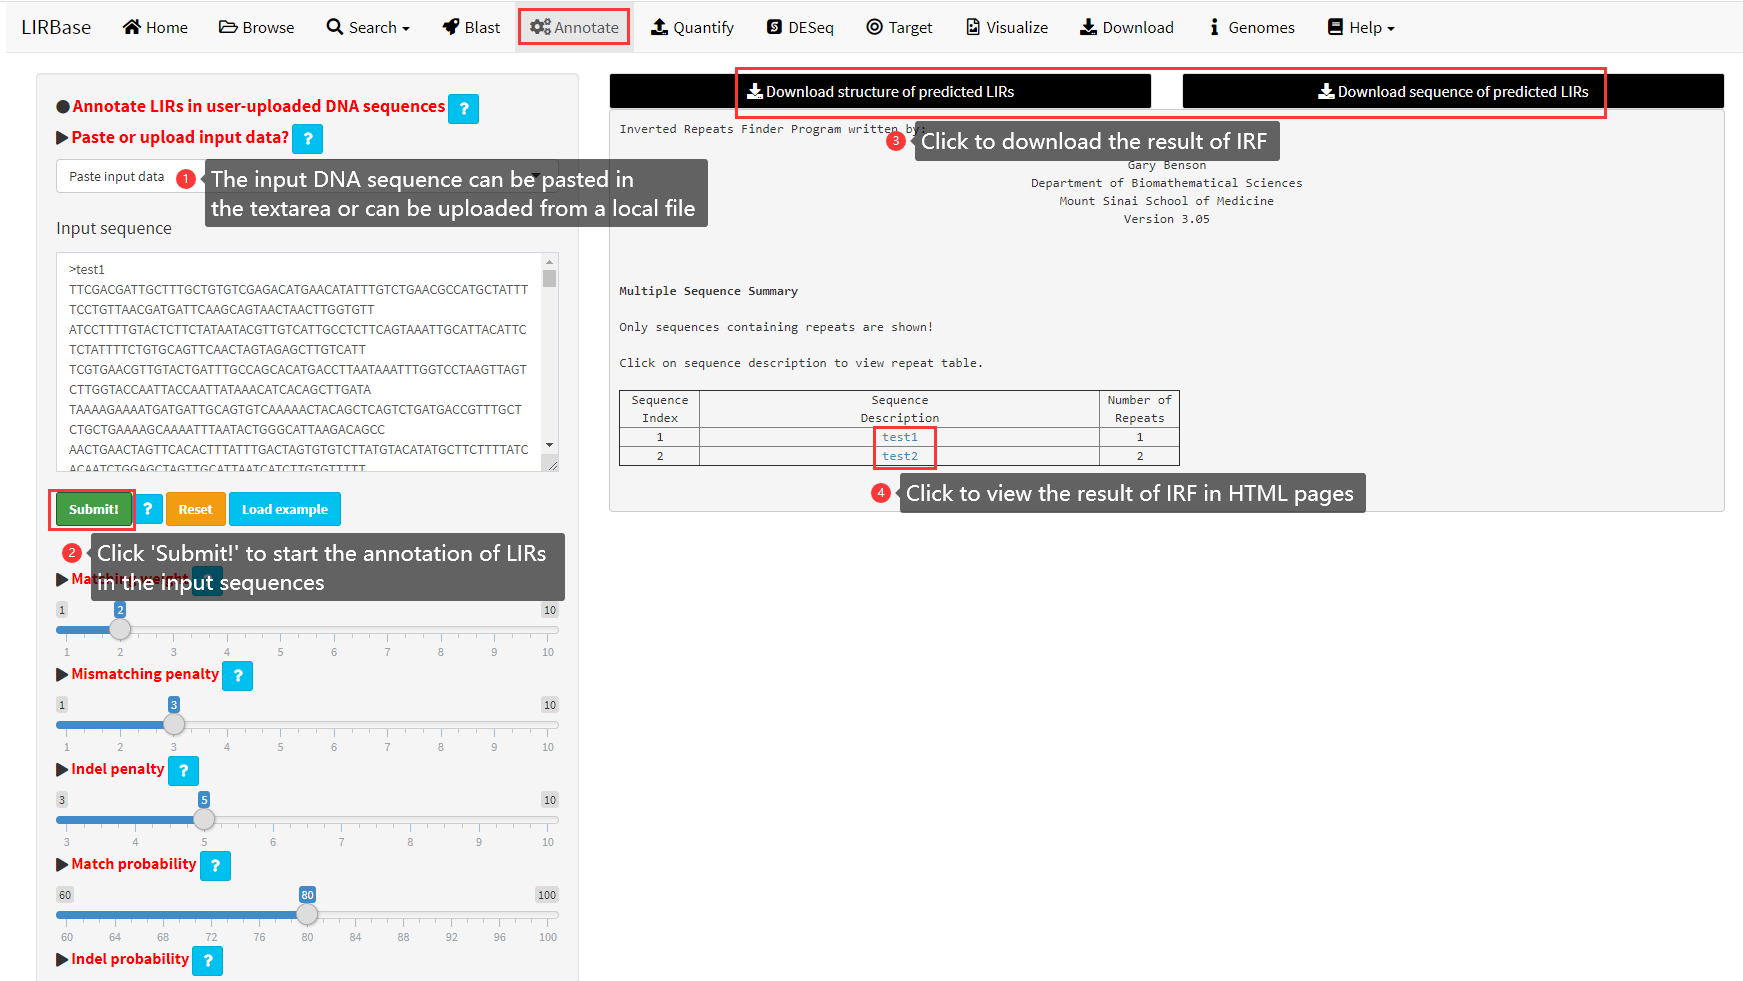 LIRBase Home Browse Search Blast Annotate Quantify DESeq Target Visualize Download Genomes Help
Annotate LIRs in user-uploaded DNA sequences ?
Paste or upload input data? ?
Paste input data
1 The input DNA sequence can be pasted in
the textarea or can be uploaded from a local file
Input sequence
>test1
TTCGACGATTGCTTTGCTGTGTCGAGACATGAACATATTTGTCTGAACGCCATGCTATTT
TCCTGTTAACGATGATTCAAGCAGTAACTAACTTGGTGTT
ATCCTTTTGTACTCTTCTATAATACGTTGTCATTGCCTCTTCAGTAAATTGCATTACATTC
TCTATTTTCTGTGCAGTTCAACTAGTAGAGCTTGTCATT
TCGTGAACGTTGTACTGATTTGCCAGCACATGACCTTAATAAATTTGGTCCTAAGTTAGT
CTTGGTACCAATTACCAATTATAAACATCACAGCTTGATA
TAAAAGAAAATGATGATTGCAGTGTCAAAAACTACAGCTCAGTCTGATGACCGTTTGCT
CTGCTGAAAAGCAAAATTTAATACTGGGCATTAAGACAGCC
AACTGAACTAGTTCACACTTTATTTGACTAGTGTGTCTTATGTACATATGCTTCTTTTATC
ACAATCTGGAGCTAGTTGCATTAATCATCTTGTGTTTTT
Submit! ? Reset Load example
2 Click 'Submit!' to start the annotation of LIRs
in the input sequences
Matching weight
1 2 10
1 2 3 4 5 6 7 8 9 10
Mismatching penalty ?
1 3 10
1 2 3 4 5 6 7 8 9 10
Indel penalty ?
3 5 10
3 4 5 6 7 8 9 10
Match probability ?
60 80 100
60 64 68 72 76 80 84 88 92 96 100
Indel probability ?
Download structure of predicted LIRs Download sequence of predicted LIRs
Inverted Repeats Finder Program written by:
3 Click to download the result of IRF
Gary Benson
Department of Biomathematical Sciences
Mount Sinai School of Medicine
Version 3.05
Multiple Sequence Summary
Only sequences containing repeats are shown!
Click on sequence description to view repeat table.
Sequence Sequence Number of
Index Description Repeats
1 test1 1
2 test2 2
4 Click to view the result of IRF in HTML pages